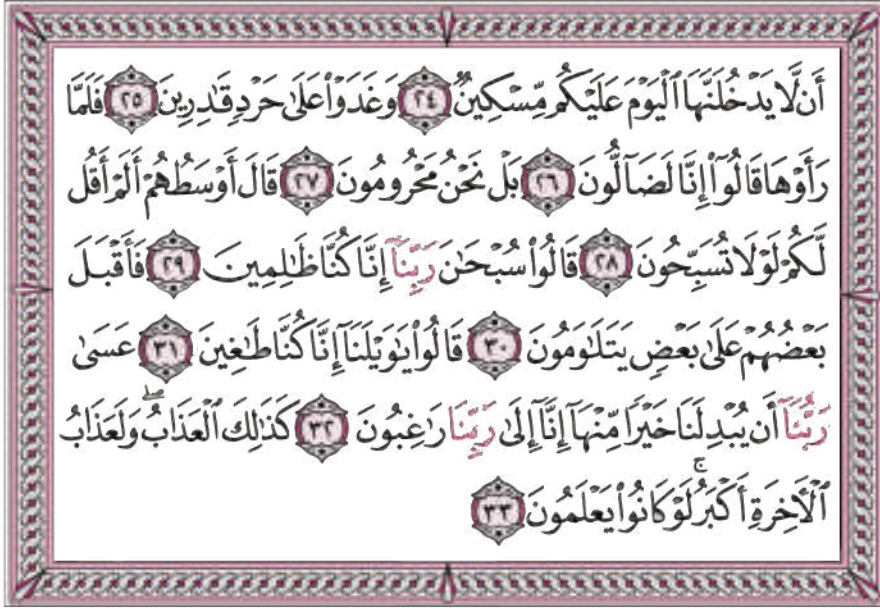 أَن لَّا يَدْخُلَنَّهَا ٱلْيَوْمَ عَلَيْكُم مِّسْكِينٌ ٢٤ وَغَدَوْا۟ عَلَىٰ حَرْدٍ قَـٰدِرِينَ ٢٥ فَلَمَّا
رَأَوْهَا قَالُوٓا۟ إِنَّا لَضَآلُّونَ ٢٦ بَلْ نَحْنُ مَحْرُومُونَ ٢٧ قَالَ أَوْسَطُهُمْ أَلَمْ أَقُل
لَّكُمْ لَوْلَا تُسَبِّحُونَ ٢٨ قَالُوا۟ سُبْحَـٰنَ رَبِّنَآ إِنَّا كُنَّا ظَـٰلِمِينَ ٢٩ فَأَقْبَلَ
بَعْضُهُمْ عَلَىٰ بَعْضٍ يَتَلَـٰوَمُونَ ٣٠ قَالُوا۟ يَـٰوَيْلَنَآ إِنَّا كُنَّا طَـٰغِينَ ٣١ عَسَىٰ
رَبُّنَآ أَن يُبْدِلَنَا خَيْرًا مِّنْهَآ إِنَّآ إِلَىٰ رَبِّنَا رَٰغِبُونَ ٣٢ كَذَٰلِكَ ٱلْعَذَابُ ۖ وَلَعَذَابُ
ٱلْـَٔاخِرَةِ أَكْبَرُ ۚ لَوْ كَانُوا۟ يَعْلَمُونَ ٣٣